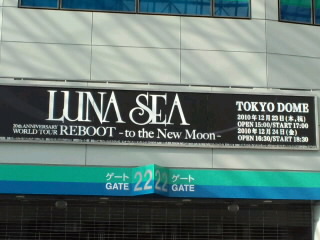 LUNA SEA
20th ANNIVERSARY
WORLD TOUR REBOOT -to the New Moon-
TOKYO DOME
2010年12月23日(木,祝)
OPEN 15:00/START 17:00
2010年12月24日(金)
OPEN 16:30/START 18:30
ゲート 22 22 ゲート
GATE GATE